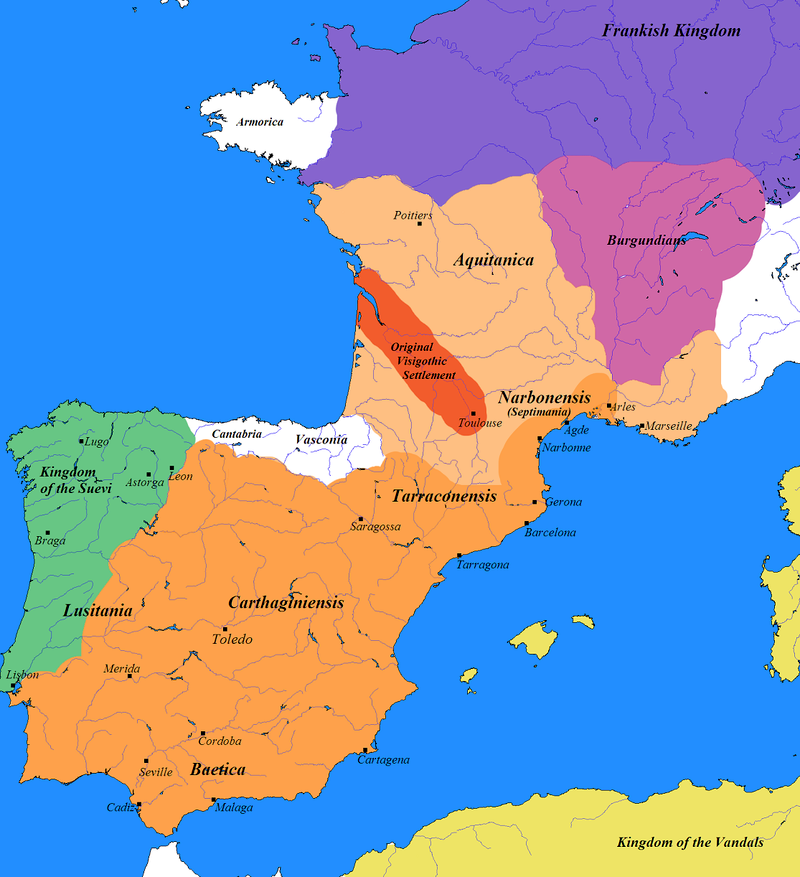 Frankish Kingdom
Armorica
Poitiers
Burgundians
Aquitanica
Original
Visigothic
Settlement
Narbonensis
(Septimania)
Arles
Toulouse
Marseille
Agde
Narbonne
Cantabria
Vasconia
Lugo
Kingdom
of the Suevi
Astorga
Leon
Tarraconensis
Gerona
Saragossa
Barcelona
Braga
Tarragona
Lusitania
Carthaginiensis
Toledo
Merida
Lisbon
Cordoba
Cartagena
Seville
Baetica
Cadiz
Malaga
Kingdom of the Vandals